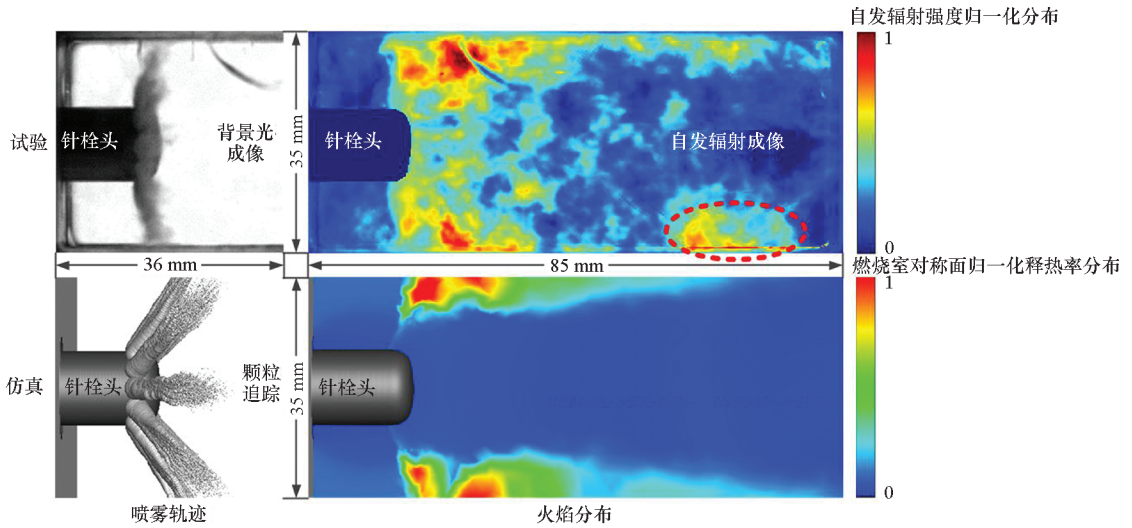 自发辐射强度归一化分布
1
试验
针栓头
背景光
成像
35 mm
针栓头
自发辐射成像
0
36 mm
85 mm
燃烧室对称面归一化释热率分布
1
仿真
针栓头
颗粒
追踪
35 mm
针栓头
0
喷雾轨迹
火焰分布